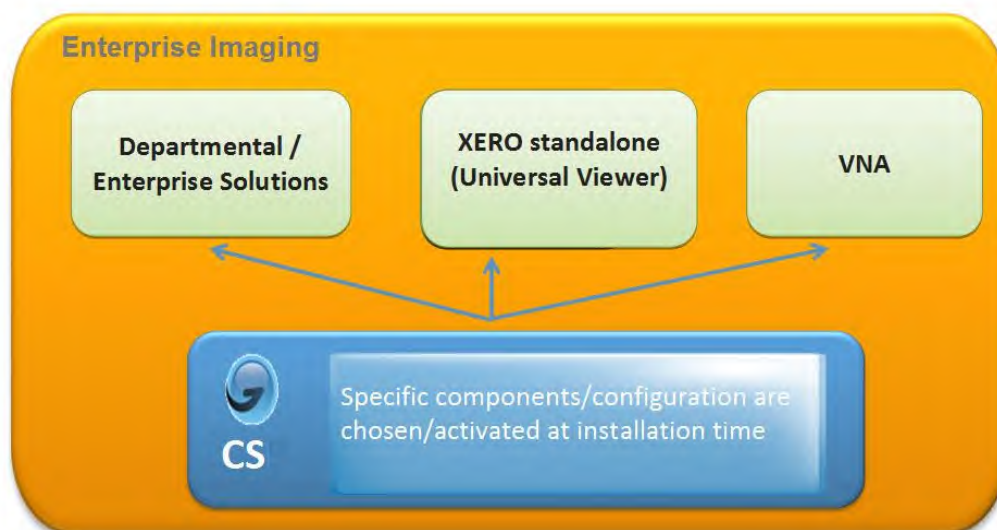 Enterprise Imaging
Departmental /
Enterprise Solutions
XERO standalone
(Universal Viewer)
VNA
Specific components/configuration are
chosen/activated at installation time
CS